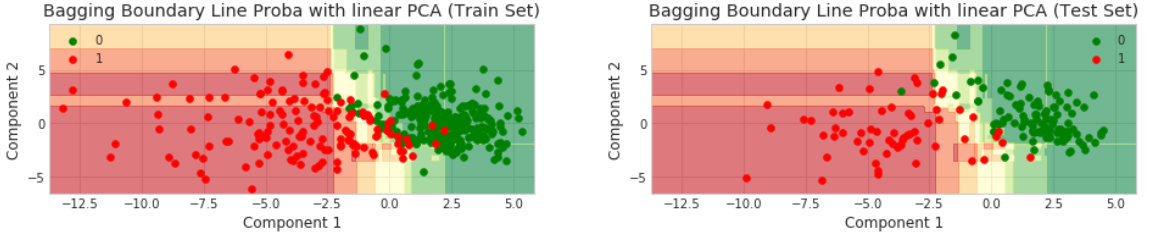 Bagging Boundary Line Proba with linear PCA (Train Set)
0
1
Component 2
5
0
−5
−12.5 −10.0 −7.5 −5.0 −2.5 0.0 2.5 5.0
Component 1
Bagging Boundary Line Proba with linear PCA (Test Set)
0
1
Component 2
5
0
−5
−12.5 −10.0 −7.5 −5.0 −2.5 0.0 2.5 5.0
Component 1